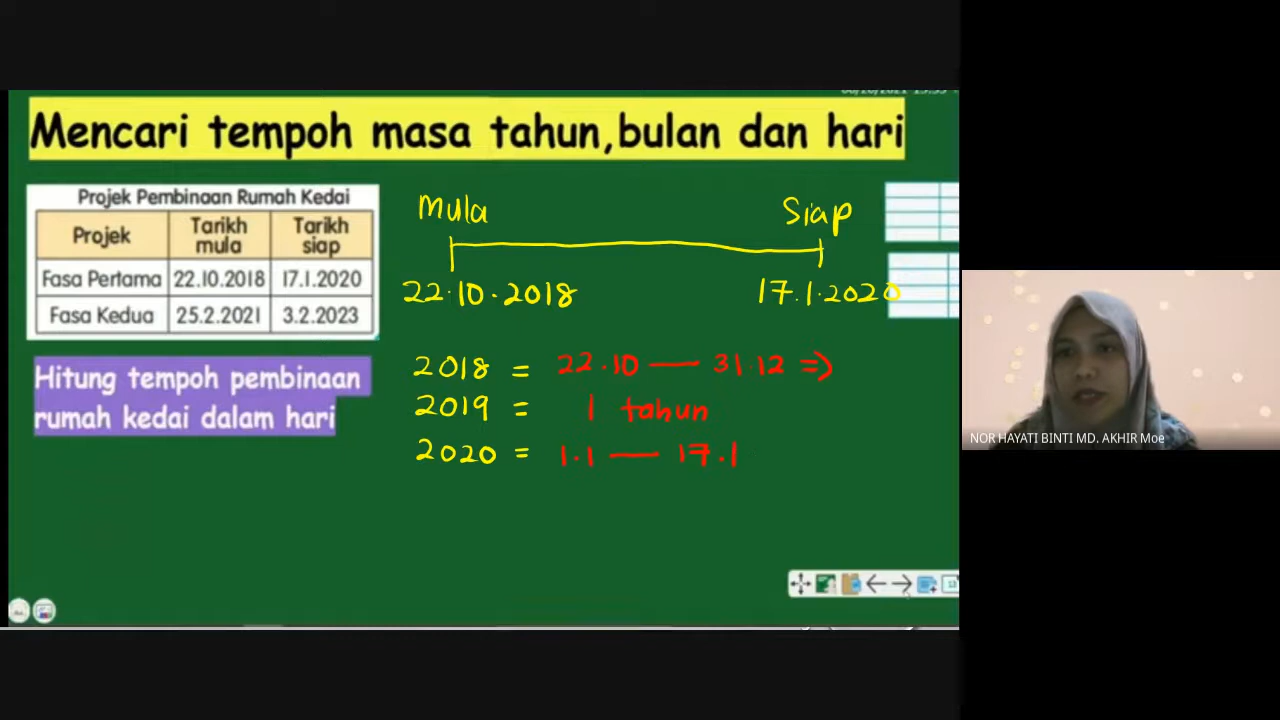 Mencari tempoh masa tahun,bulan dan hari
Projek Pembinaan Rumah Kedai
Projek Tarikh mula Tarikh siap
Fasa Pertama 22.10.2018 17.1.2020
Fasa Kedua 25.2.2021 3.2.2023
Hitung tempoh pembinaan
rumah kedai dalam hari
Mula Siap
22.10.2018 17.1.2020
2018 = 22.10 — 31.12 =>
2019 = 1 tahun
2020 = 1.1 — 17.1
NOR HAYATI BINTI MD. AKHIR Moe